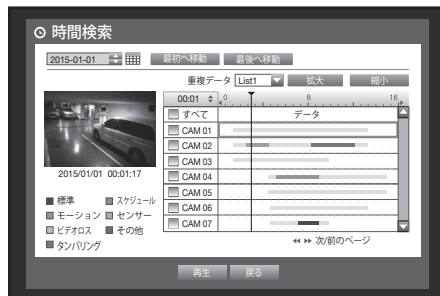 時間検索
2015-01-01 最初へ移動 最後へ移動
重複データ List1 拡大 縮小
00:01 0 8 16
すべて データ
CAM 01
CAM 02
CAM 03
CAM 04
CAM 05
CAM 06
CAM 07
2015/01/01 00:01:17
標準 スケジュール
モーション センサー
ビデオロス その他
タンパリング
次/前のページ
再生 戻る